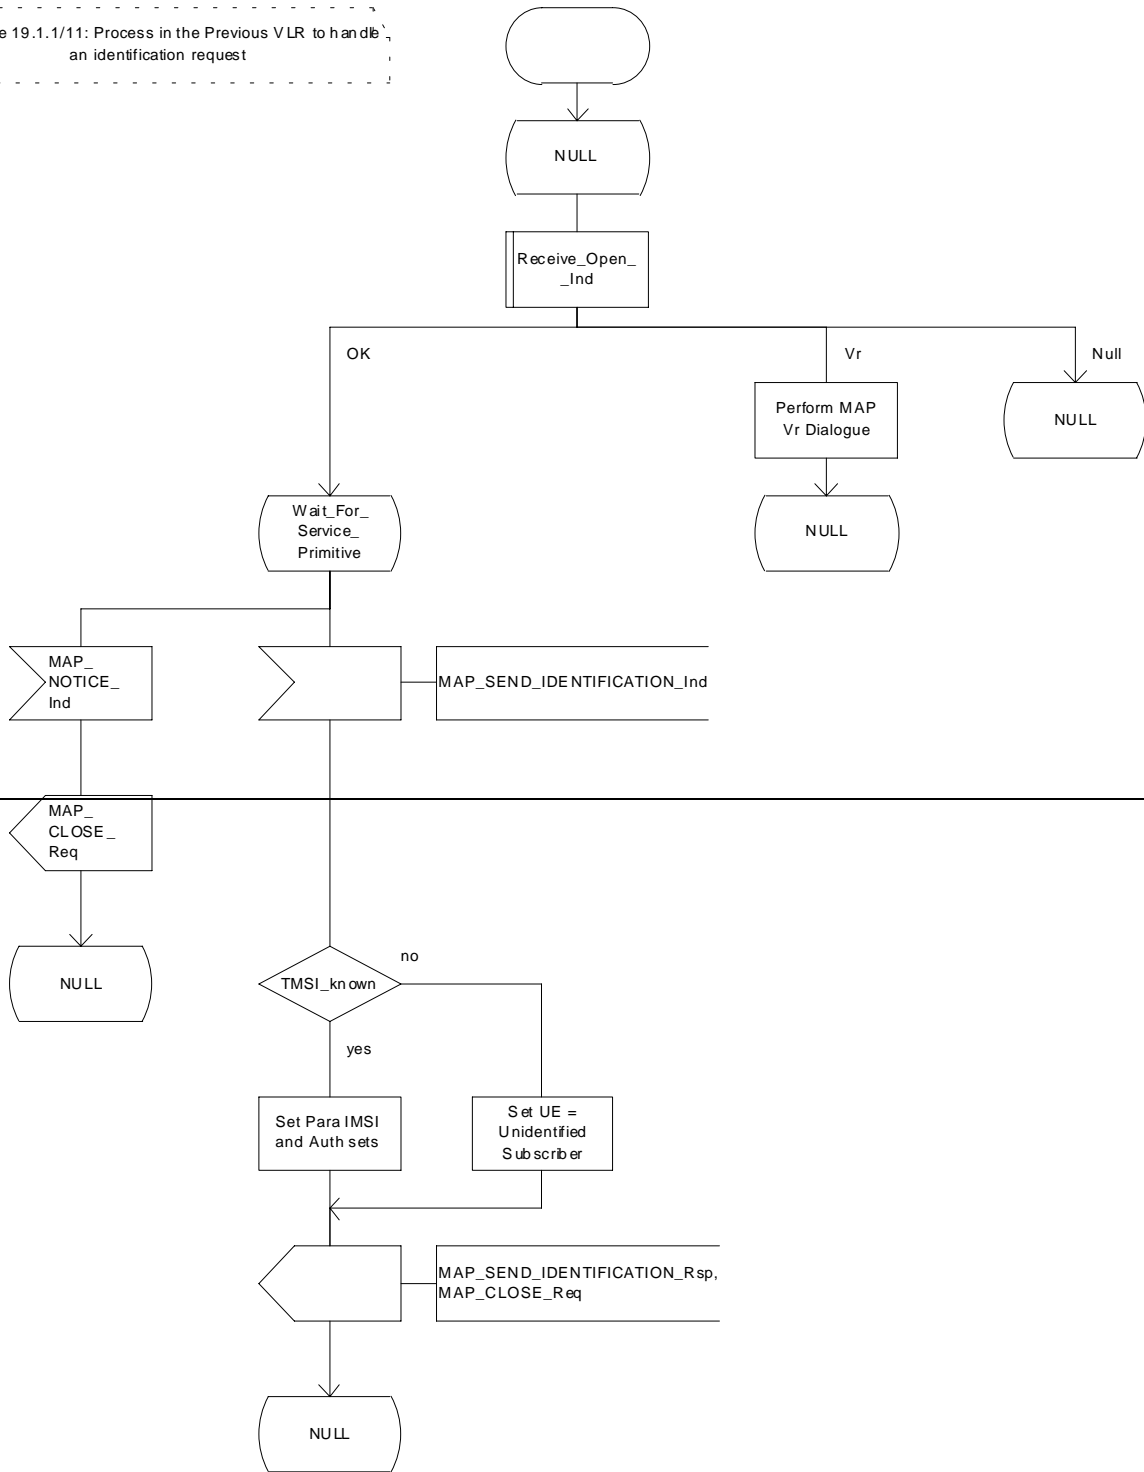 e 19.1.1/11: Process in the Previous VLR to handle
an identification request
NULL
Receive_Open_
_Ind
OK
Vr
Null
Perform MAP
Vr Dialogue
NULL
NULL
Wait_For_
Service_
Primitive
MAP_
NOTICE_
Ind
MAP_SEND_IDENTIFICATION_Ind
MAP_
CLOSE_
Req
NULL
TMSI_known
no
yes
Set Para IMSI
and Auth sets
Set UE =
Unidentified
Subscriber
MAP_SEND_IDENTIFICATION_Rsp,
MAP_CLOSE_Req
NULL